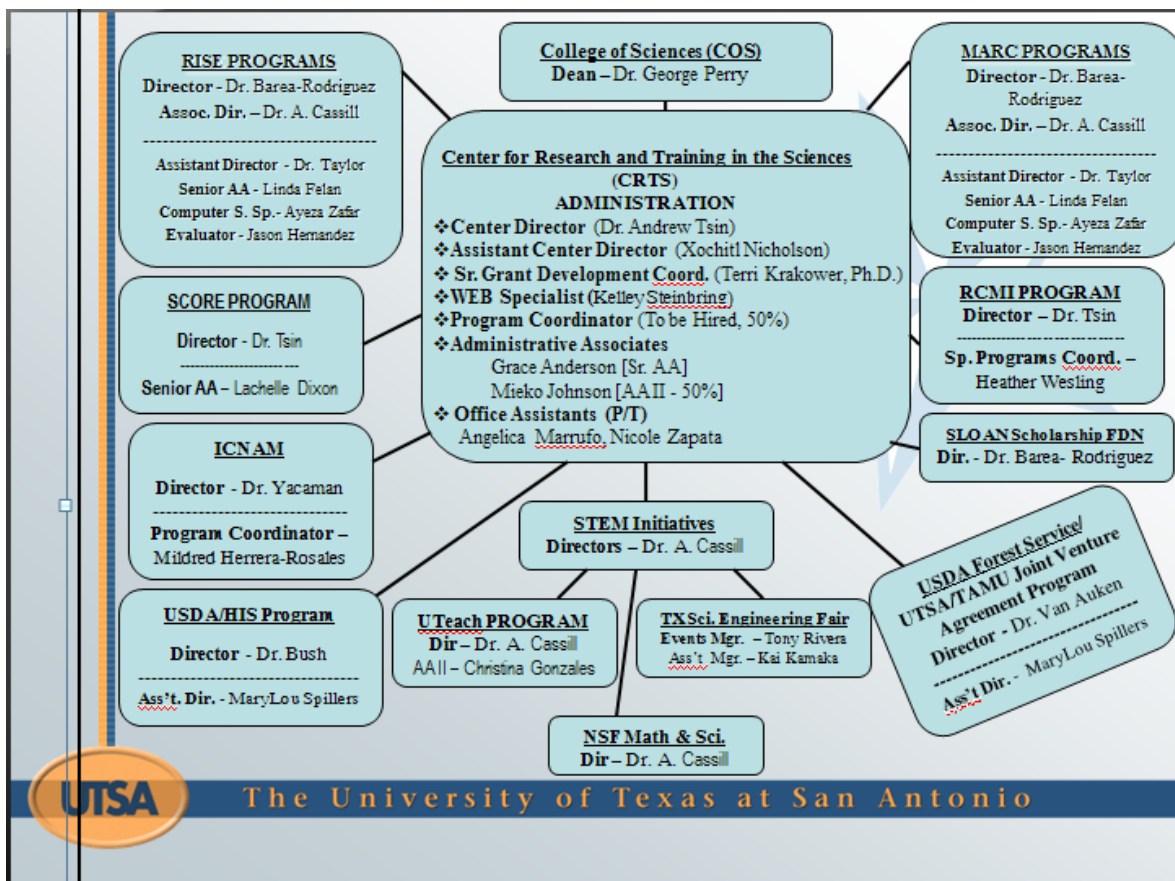 RISE PROGRAMS
Director - Dr. Barea-Rodriguez
Assoc. Dir. – Dr. A. Cassill
--------------------------------
Assistant Director - Dr. Taylor
Senior AA - Linda Felan
Computer S. Sp.- Ayeza Zafar
Evaluator - Jason Hernandez
College of Sciences (COS)
Dean – Dr. George Perry
MARC PROGRAMS
Director - Dr. Barea-
Rodriguez
Assoc. Dir. – Dr. A. Cassill
--------------------------------
Assistant Director - Dr. Taylor
Senior AA - Linda Felan
Computer S. Sp.- Ayeza Zafar
Evaluator - Jason Hernandez
Center for Research and Training in the Sciences
(CRTS)
ADMINISTRATION
❖Center Director (Dr. Andrew Tsin)
❖Assistant Center Director (Xochitl Nicholson)
❖ Sr. Grant Development Coord. (Terri Krakower, Ph.D.)
❖WEB Specialist (Kelley Steinbring)
❖Program Coordinator (To be Hired, 50%)
❖Administrative Associates
Grace Anderson [Sr. AA]
Mieko Johnson [AA II - 50%]
❖ Office Assistants (P/T)
Angelica Marrufo, Nicole Zapata
SCORE PROGRAM
Director - Dr. Tsin
------------------------
Senior AA – Lachelle Dixon
RCMI PROGRAM
Director – Dr. Tsin
----------------------------
Sp. Programs Coord. –
Heather Wesling
ICNAM
Director - Dr. Yacaman
----------------------------
Program Coordinator –
Mildred Herrera-Rosales
SLOAN Scholarship FDN
Dir. - Dr. Barea- Rodriguez
STEM Initiatives
Directors – Dr. A. Cassill
USDA Forest Service/
UTSA/TAMU Joint Venture
Agreement Program
Director - Dr. Van Auken
--------------------------------
Ass't Dir. - MaryLou Spillers
USDA/HIS Program
Director - Dr. Bush
--------------------------------
Ass't. Dir. - MaryLou Spillers
UTeach PROGRAM
Dir – Dr. A. Cassill
AA II – Christina Gonzales
TX Sci. Engineering Fair
Events Mgr. – Tony Rivera
Ass't Mgr. – Kai Kamaka
NSF Math & Sci.
Dir – Dr. A. Cassill
UTSA The University of Texas at San Antonio